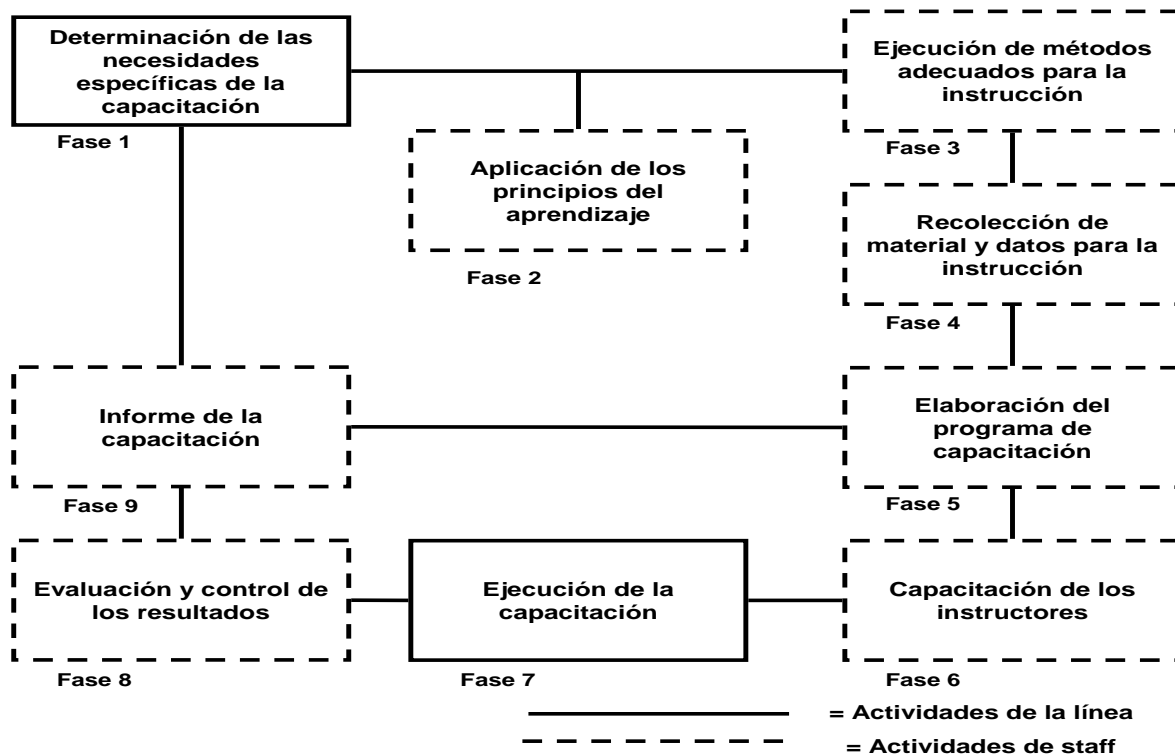 Determinación de las
necesidades
específicas de la
capacitación
Fase 1
Aplicación de los
principios del
aprendizaje
Fase 2
Ejecución de métodos
adecuados para la
instrucción
Fase 3
Recolección de
material y datos para la
instrucción
Fase 4
Elaboración del
programa de
capacitación
Fase 5
Capacitación de los
instructores
Fase 6
Ejecución de la
capacitación
Fase 7
Evaluación y control de
los resultados
Fase 8
Informe de la
capacitación
Fase 9
= Actividades de la línea
= Actividades de staff